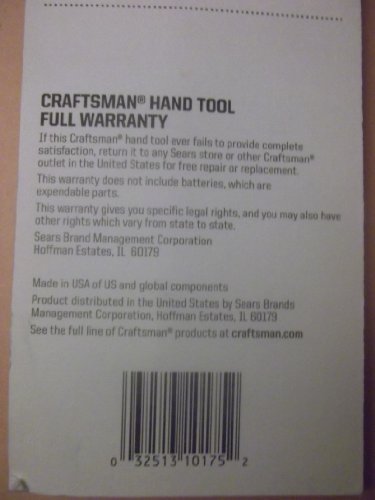 CRAFTSMAN® HAND TOOL
FULL WARRANTY
If this Craftsman® hand tool ever fails to provide complete
satisfaction, return it to any Sears store or other Craftsman®
outlet in the United States for free repair or replacement.
This warranty does not include batteries, which are
expendable parts.
This warranty gives you specific legal rights, and you may also have
other rights which vary from state to state.
Sears Brand Management Corporation
Hoffman Estates, IL 60179
Made in USA of US and global components
Product distributed in the United States by Sears Brands
Management Corporation, Hoffman Estates, IL 60179
See the full line of Craftsman® products at craftsman.com
0 32513 10175 2